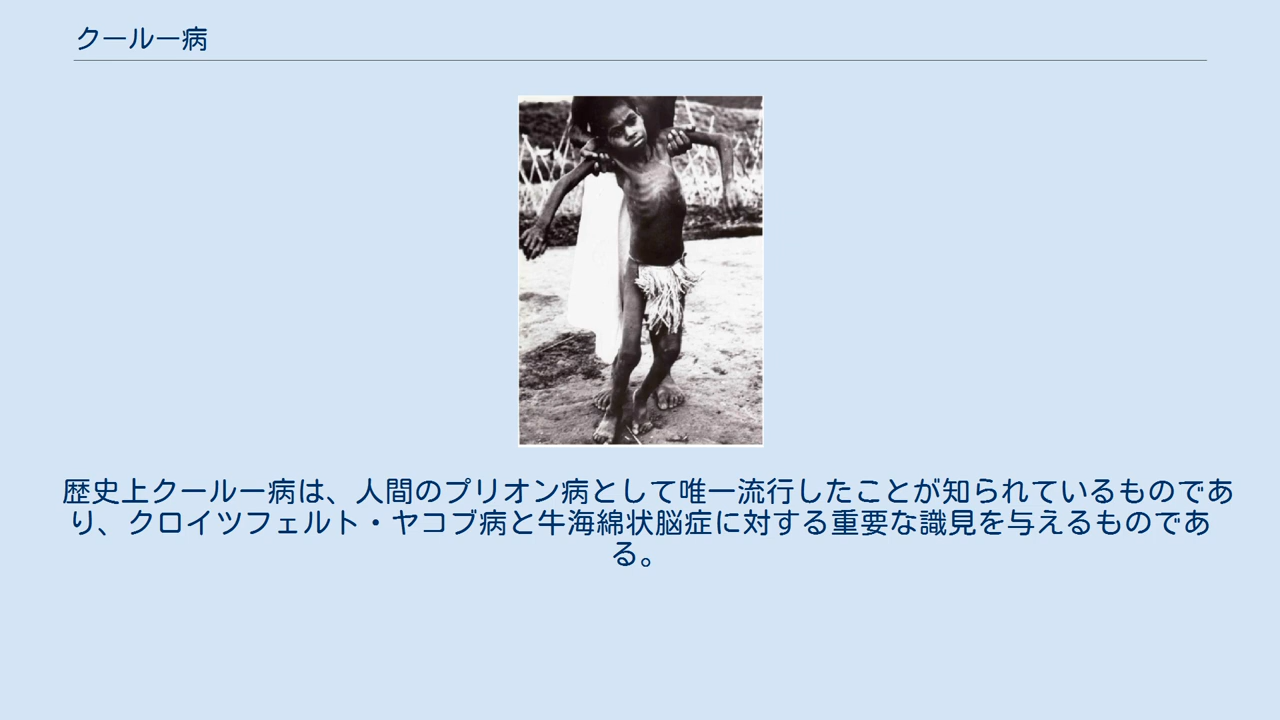 クールー病
歴史上クールー病は、人間のプリオン病として唯一流行したことが知られているものであ
り、クロイツフェルト・ヤコブ病と牛海綿状脳症に対する重要な識見を与えるものであ
る。